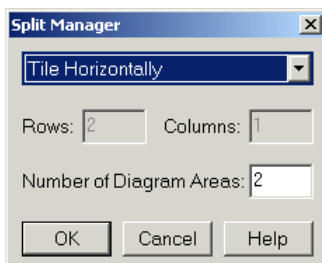 Split Manager
Tile Horizontally
Rows: 2 Columns: 1
Number of Diagram Areas: 2
OK Cancel Help